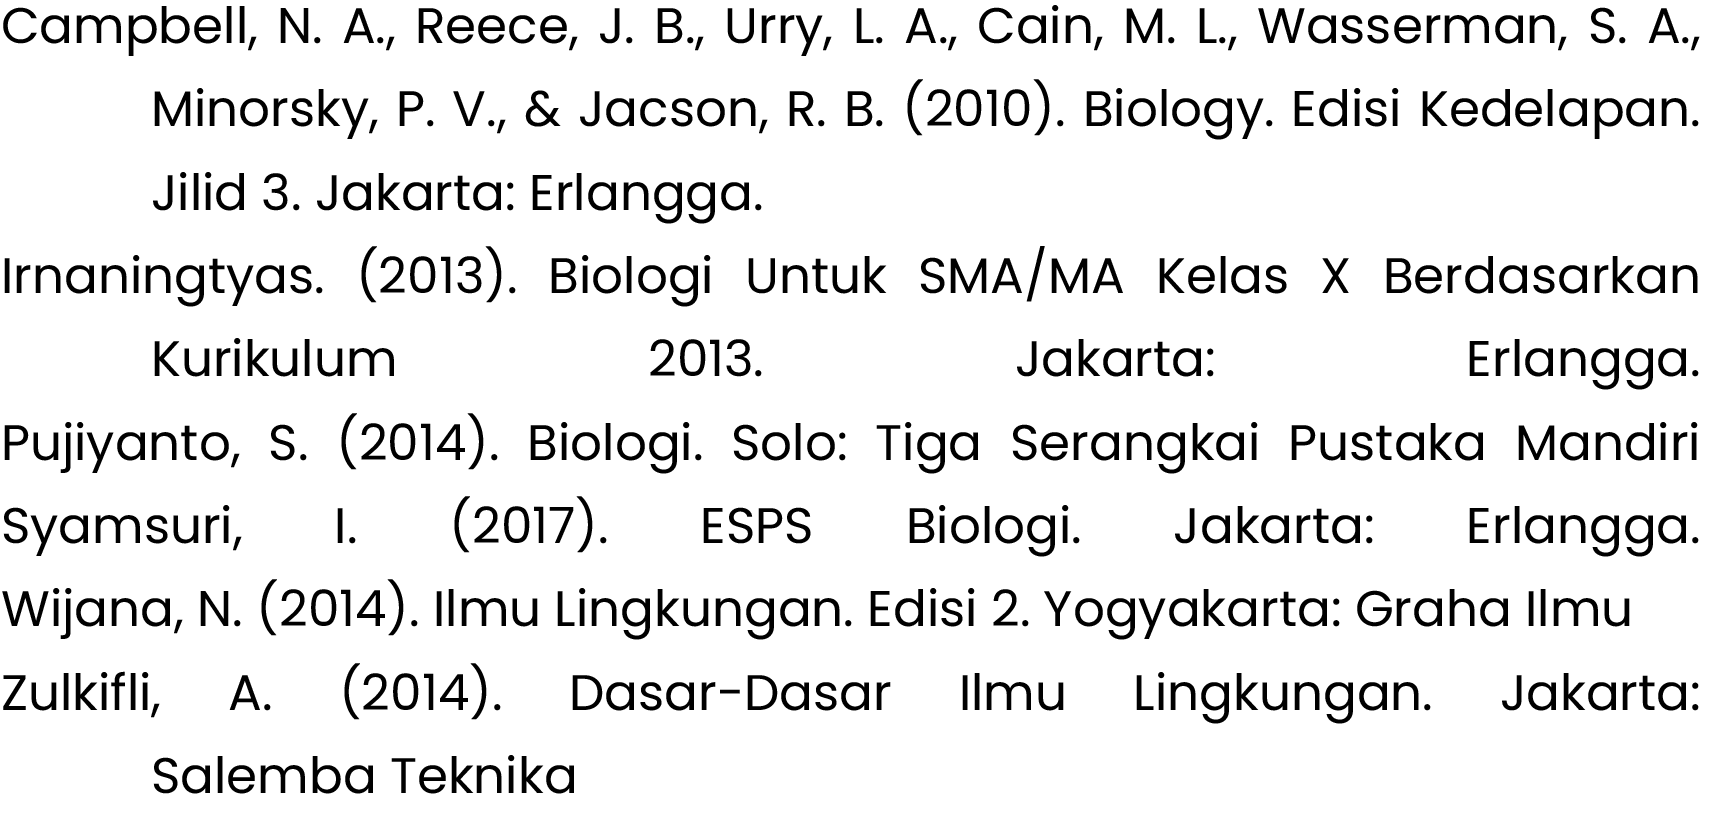 Campbell, N. A., Reece, J. B., Urry, L. A., Cain, M. L., Wasserman, S. A.,
Minorsky, P. V., & Jacson, R. B. (2010). Biology. Edisi Kedelapan.
Jilid 3. Jakarta: Erlangga.
Irnaningtyas. (2013). Biologi Untuk SMA/MA Kelas X Berdasarkan
Kurikulum 2013. Jakarta: Erlangga.
Pujiyanto, S. (2014). Biologi. Solo: Tiga Serangkai Pustaka Mandiri
Syamsuri, I. (2017). ESPS Biologi. Jakarta: Erlangga.
Wijana, N. (2014). Ilmu Lingkungan. Edisi 2. Yogyakarta: Graha Ilmu
Zulkifli, A. (2014). Dasar-Dasar Ilmu Lingkungan. Jakarta:
Salemba Teknika